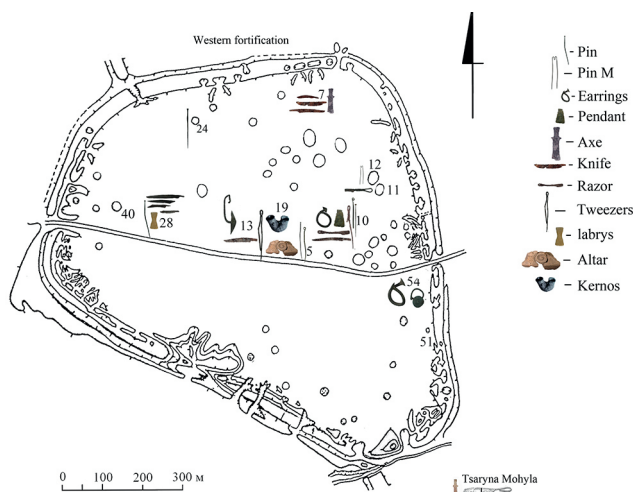 Western fortification
Pin
Pin M
Earrings
Pendant
Axe
Knife
Razor
Tweezers
labrys
Altar
Kernos
7
24
12
11
40
28
13
19
10
5
54
51
0 100 200 300 м
Tsaryna Mohyla